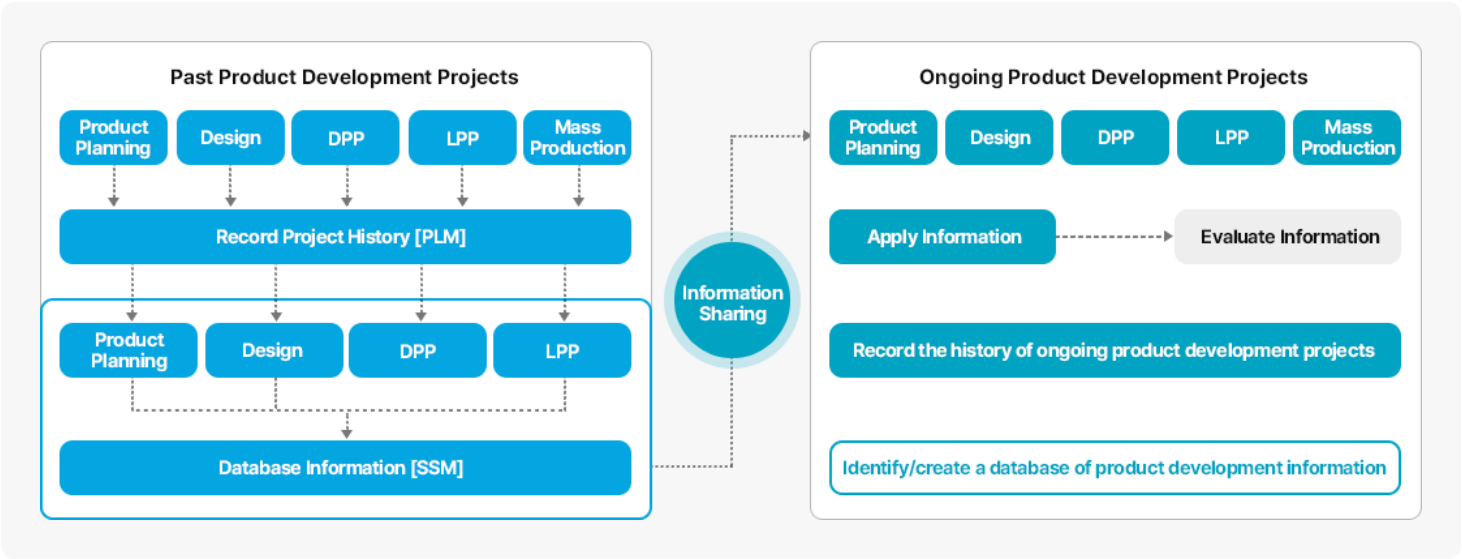 Past Product Development Projects
Product
Planning
Design
DPP
LPP
Mass
Production
Record Project History [PLM]
Product
Planning
Design
DPP
LPP
Database Information [SSM]
Information
Sharing
Ongoing Product Development Projects
Product
Planning
Design
DPP
LPP
Mass
Production
Apply Information
Evaluate Information
Record the history of ongoing product development projects
Identify/create a database of product development information